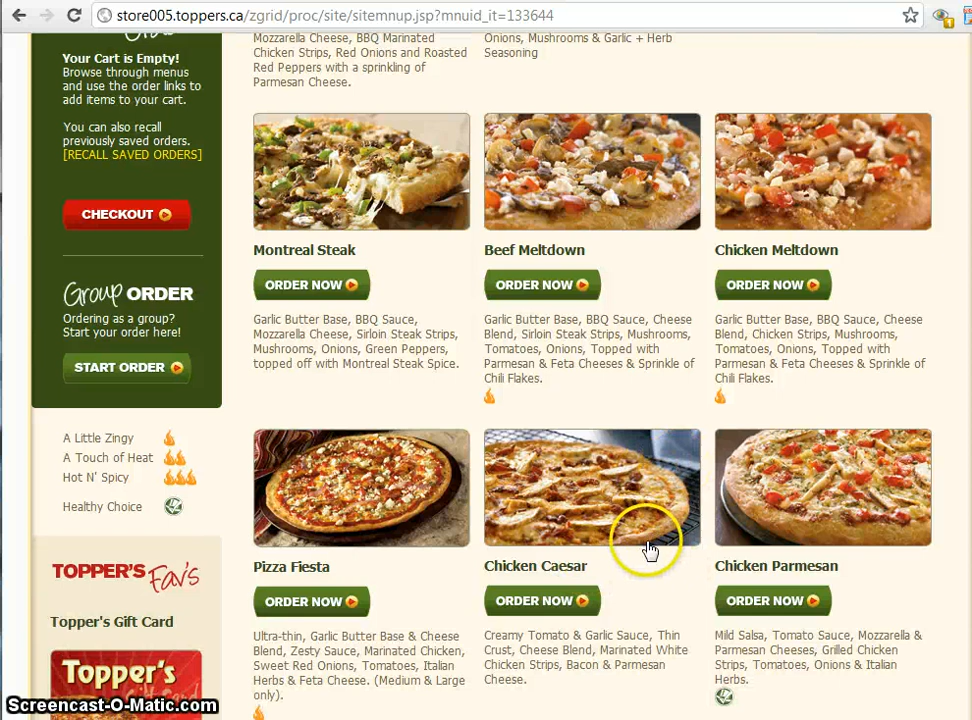 store005.toppers.ca/zgrid/proc/site/sitemnup.jsp?mnuid_it=133644
Your Cart is Empty!
Browse through menus
and use the order links to
add items to your cart.
You can also recall
previously saved orders.
[RECALL SAVED ORDERS]
CHECKOUT
Group ORDER
Ordering as a group?
Start your order here!
START ORDER
A Little Zingy
A Touch of Heat
Hot N' Spicy
Healthy Choice
TOPPER'S Fav's
Topper's Gift Card
Topper's
Gift Card
Mozzarella Cheese, BBQ Marinated
Chicken Strips, Red Onions and Roasted
Red Peppers with a sprinkling of
Parmesan Cheese.
Onions, Mushrooms & Garlic + Herb
Seasoning
Montreal Steak
ORDER NOW
Garlic Butter Base, BBQ Sauce,
Mozzarella Cheese, Sirloin Steak Strips,
Mushrooms, Onions, Green Peppers,
topped off with Montreal Steak Spice.
Beef Meltdown
ORDER NOW
Garlic Butter Base, BBQ Sauce, Cheese
Blend, Sirloin Steak Strips, Mushrooms,
Tomatoes, Onions, Topped with
Parmesan & Feta Cheeses & Sprinkle of
Chili Flakes.
Chicken Meltdown
ORDER NOW
Garlic Butter Base, BBQ Sauce, Cheese
Blend, Chicken Strips, Mushrooms,
Tomatoes, Onions, Topped with
Parmesan & Feta Cheeses & Sprinkle of
Chili Flakes.
Pizza Fiesta
ORDER NOW
Ultra-thin, Garlic Butter Base & Cheese
Blend, Zesty Sauce, Marinated Chicken,
Sweet Red Onions, Tomatoes, Italian
Herbs & Feta Cheese. (Medium & Large
only).
Chicken Caesar
ORDER NOW
Creamy Tomato & Garlic Sauce, Thin
Crust, Cheese Blend, Marinated White
Chicken Strips, Bacon & Parmesan
Cheese.
Chicken Parmesan
ORDER NOW
Mild Salsa, Tomato Sauce, Mozzarella &
Parmesan Cheeses, Grilled Chicken
Strips, Tomatoes, Onions & Italian
Herbs.
Screencast-O-Matic.com